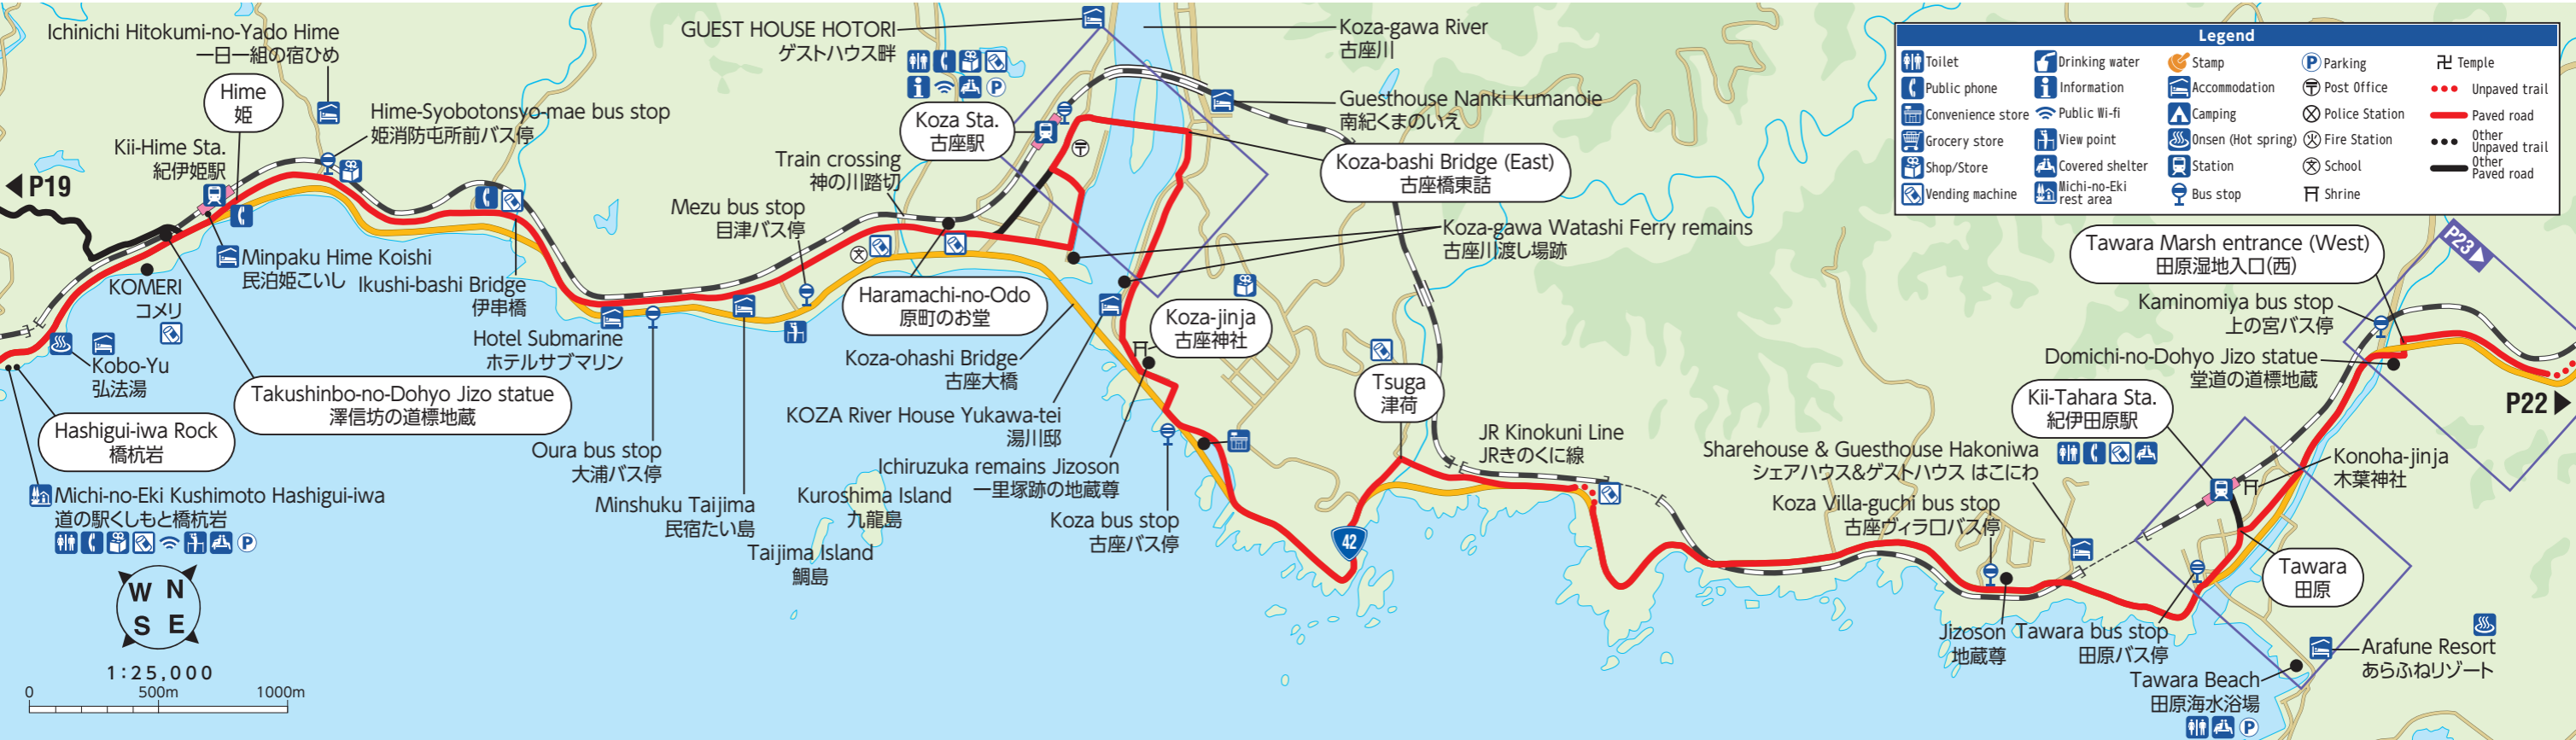 Ichinichi Hitokumi-no-Yado Hime
一日一組の宿ひめ
Hime
姫
Hime-Syobotonsyo-mae bus stop
姫消防屯所前バス停
Kii-Hime Sta.
紀伊姫駅
◀P19
KOMERI
コメリ
Minpaku Hime Koishi
民泊姫こいし
Ikushi-bashi Bridge
伊串橋
Kobo-Yu
弘法湯
Takushinbo-no-Dohyo Jizo statue
澤信坊の道標地蔵
Hashigui-iwa Rock
橋杭岩
Michi-no-Eki Kushimoto Hashigui-iwa
道の駅くしもと橋杭岩
P
W N
S E
1:25,000
0 500m 1000m
GUEST HOUSE HOTORI
ゲストハウス畔
P
Koza Sta.
古座駅
Train crossing
神の川踏切
Mezu bus stop
目津バス停
Hotel Submarine
ホテルサブマリン
Oura bus stop
大浦バス停
Minshuku Taijima
民宿たい島
Haramachi-no-Odo
原町のお堂
Koza-ohashi Bridge
古座大橋
KOZA River House Yukawa-tei
湯川邸
Ichiruzuka remains Jizoson
一里塚跡の地蔵尊
Kuroshima Island
九龍島
Taijima Island
鯛島
Koza bus stop
古座バス停
Koza-gawa River
古座川
Guesthouse Nanki Kumanoie
南紀くまのいえ
Koza-bashi Bridge (East)
古座橋東詰
Koza-gawa Watashi Ferry remains
古座川渡し場跡
Koza-jinja
古座神社
Tsuga
津荷
42
JR Kinokuni Line
JRきのくに線
Sharehouse & Guesthouse Hakoniwa
シェアハウス&ゲストハウス はこにわ
Koza Villa-guchi bus stop
古座ヴィラ口バス停
Jizoson
地蔵尊
Tawara bus stop
田原バス停
Tawara Beach
田原海水浴場
P
Arafune Resort
あらふねリゾート
Tawara
田原
Konoha-jinja
木葉神社
Kii-Tahara Sta.
紀伊田原駅
Domichi-no-Dohyo Jizo statue
堂道の道標地蔵
Kaminomiya bus stop
上の宮バス停
Tawara Marsh entrance (West)
田原湿地入口(西)
P23▶
P22▶
Legend
Toilet
Public phone
Convenience store
Grocery store
Shop/Store
Vending machine
Drinking water
Information
Public Wi-fi
View point
Covered shelter
Michi-no-Eki
rest area
Stamp
Accommodation
Camping
Onsen (Hot spring)
Station
Bus stop
P Parking
Post Office
Police Station
Fire Station
文 School
Shrine
卍 Temple
Unpaved trail
Paved road
Other
Unpaved trail
Other
Paved road